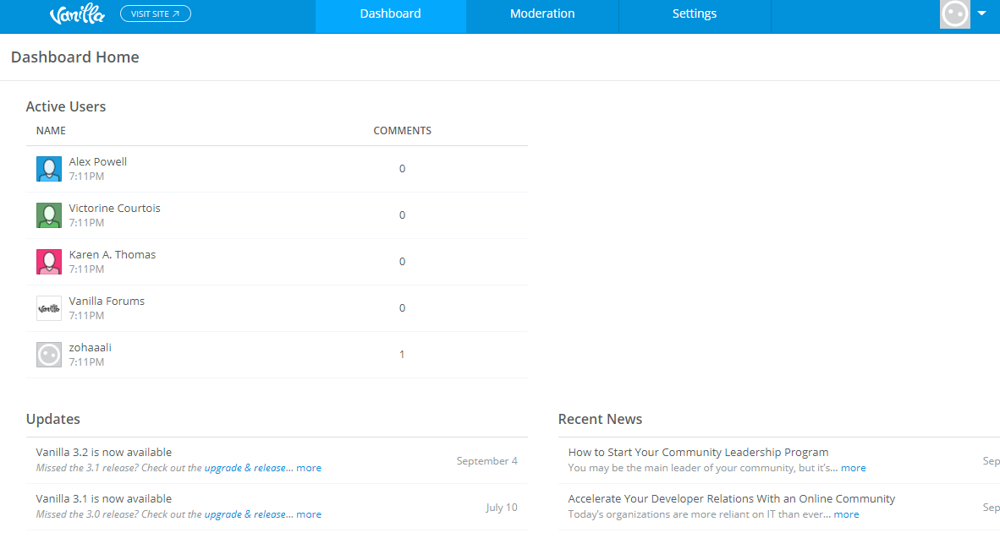 Vanilla VISIT SITE Dashboard Moderation Settings
Dashboard Home
Active Users
NAME COMMENTS
Alex Powell
7:11PM
0
Victorine Courtois
7:11PM
0
Karen A. Thomas
7:11PM
0
Vanilla
Vanilla Forums
7:11PM
0
zohaaali
7:11PM
1
Updates
Vanilla 3.2 is now available
Missed the 3.1 release? Check out the upgrade & release... more
September 4
Vanilla 3.1 is now available
Missed the 3.0 release? Check out the upgrade & release... more
July 10
Recent News
How to Start Your Community Leadership Program
You may be the main leader of your community, but it's... more
Sep
Accelerate Your Developer Relations With an Online Community
Today's organizations are more reliant on IT than ever... more
Sep